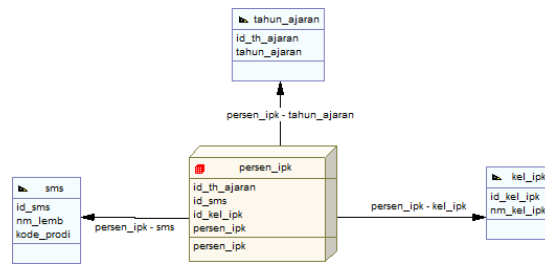 tahun_ajaran
id_th_ajaran
tahun_ajaran
persen_ipk - tahun_ajaran
persen_ipk
id_th_ajaran
id_sms
id_kel_ipk
persen_ipk
persen_ipk
sms
id_sms
nm_lemb
kode_prodi
persen_ipk - sms
persen_ipk - kel_ipk
kel_ipk
id_kel_ipk
nm_kel_ipk